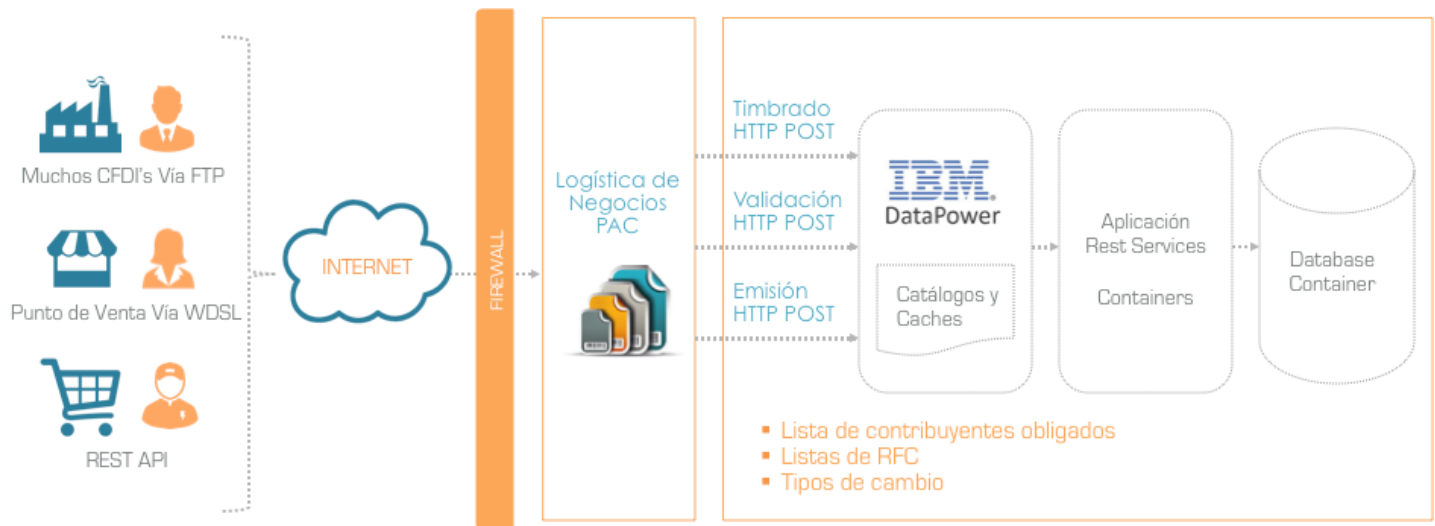 Muchos CFDI's Vía FTP
Punto de Venta Vía WDSL
REST API
INTERNET
FIREWALL
Logística de
Negocios
PAC
Timbrado
HTTP POST
Validación
HTTP POST
Emisión
HTTP POST
IBM
DataPower
Catálogos y
Caches
Aplicación
Rest Services
Containers
Database
Container
Lista de contribuyentes obligados
Listas de RFC
Tipos de cambio